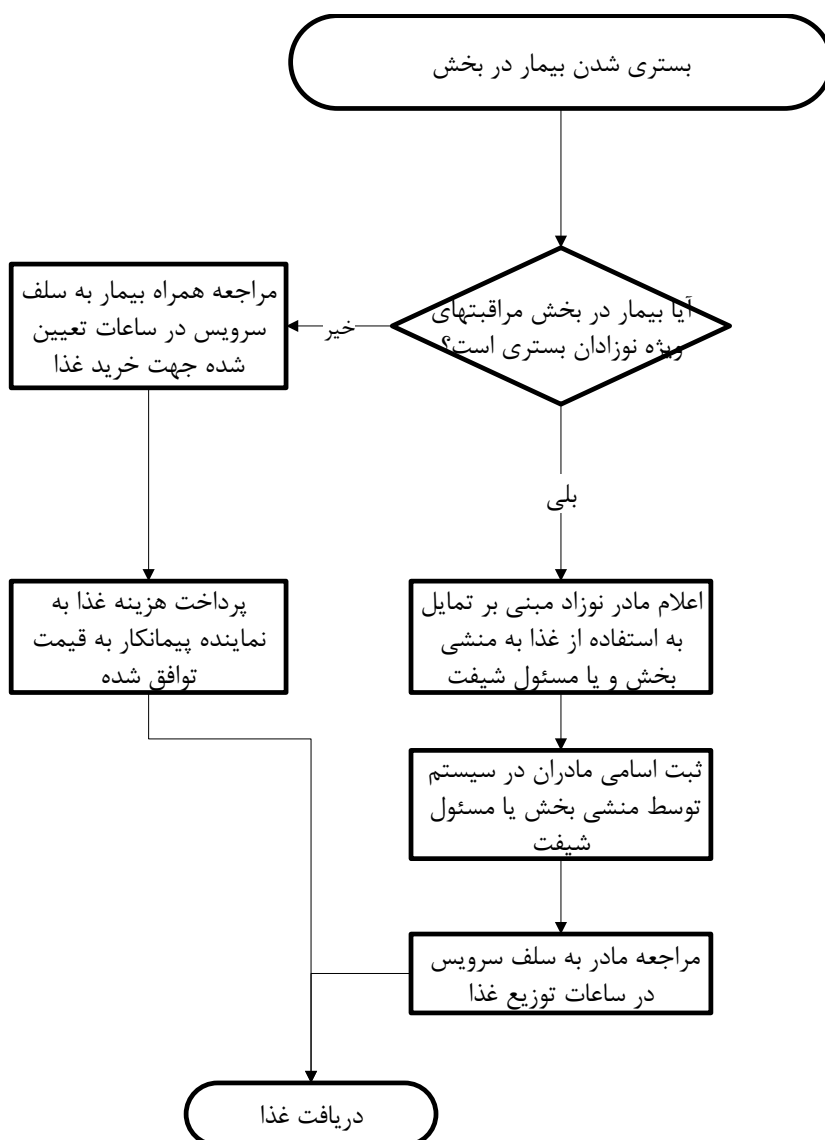 بستری شدن بیمار در بخش
آیا بیمار در بخش مراقبتهای
ویژه نوزادان بستری است؟
خیر
مراجعه همراه بیمار به سلف
سرویس در ساعات تعیین
شده جهت خرید غذا
پرداخت هزینه غذا به
نماینده پیمانکار به قیمت
توافق شده
بلی
اعلام مادر نوزاد مبنی بر تمایل
به استفاده از غذا به منشی
بخش و یا مسئول شیفت
ثبت اسامی مادران در سیستم
توسط منشی بخش یا مسئول
شیفت
مراجعه مادر به سلف سرویس
در ساعات توزیع غذا
دریافت غذا